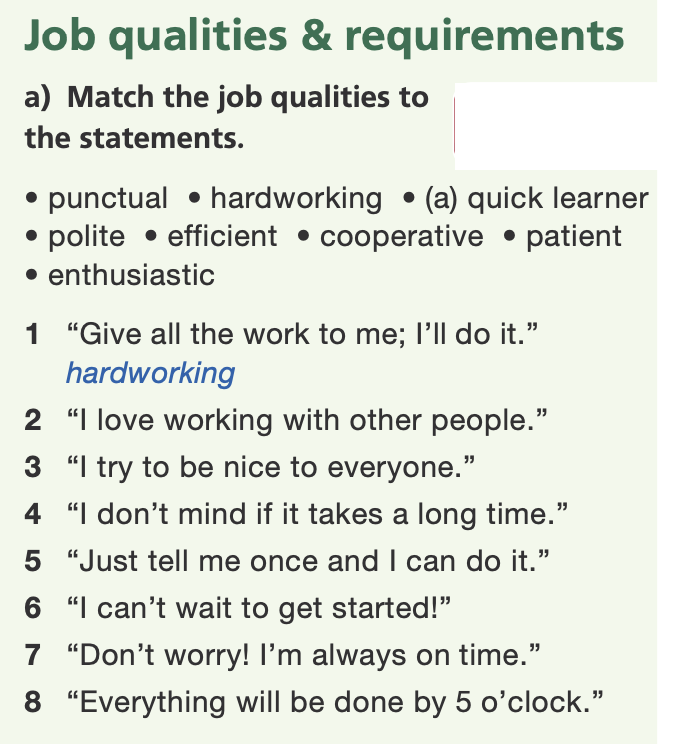 Job qualities & requirements
a) Match the job qualities to
the statements.
• punctual • hardworking • (a) quick learner
• polite • efficient • cooperative • patient
• enthusiastic
1 “Give all the work to me; I’ll do it.”
hardworking
2 “I love working with other people.”
3 “I try to be nice to everyone.”
4 “I don’t mind if it takes a long time.”
5 “Just tell me once and I can do it.”
6 “I can’t wait to get started!”
7 “Don’t worry! I’m always on time.”
8 “Everything will be done by 5 o’clock.”